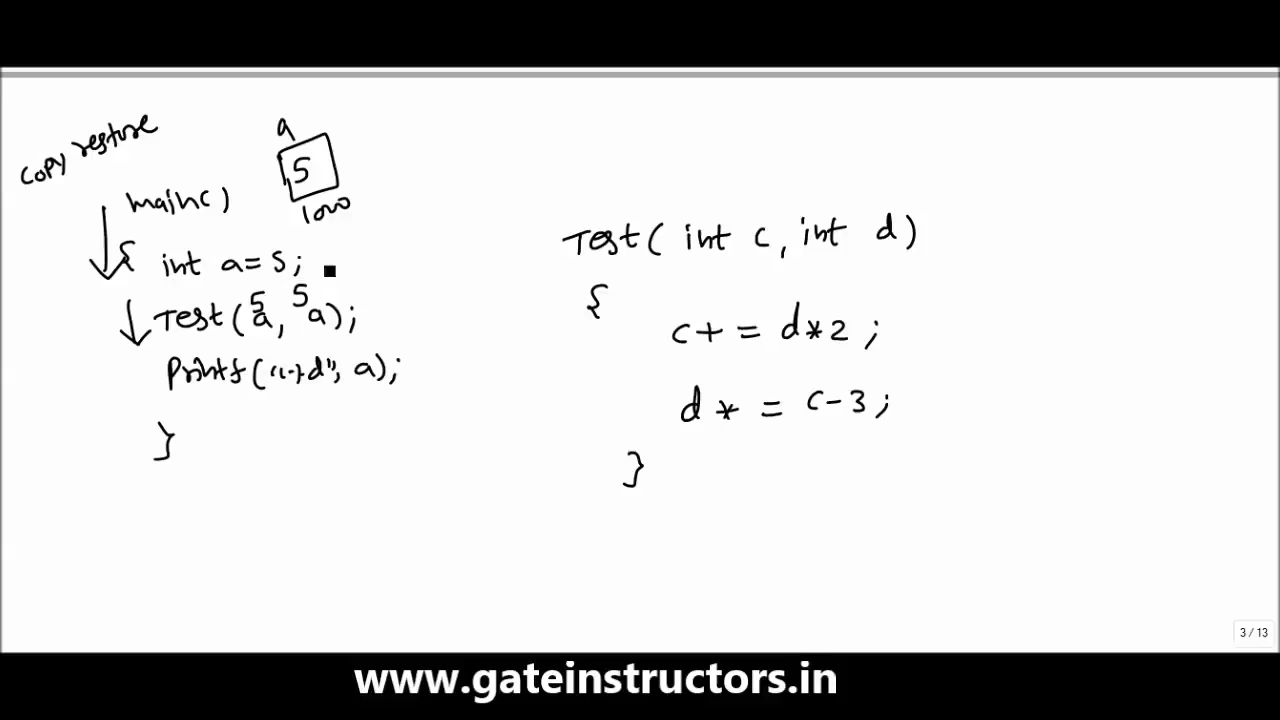 copy restore
a
5
1000
main()
{ int a=5;
5 5
Test(a, a);
printf("%d", a);
}
Test( int c, int d)
{
c+ = d*2;
d* = c-3;
}
3 / 13
www.gateinstructors.in